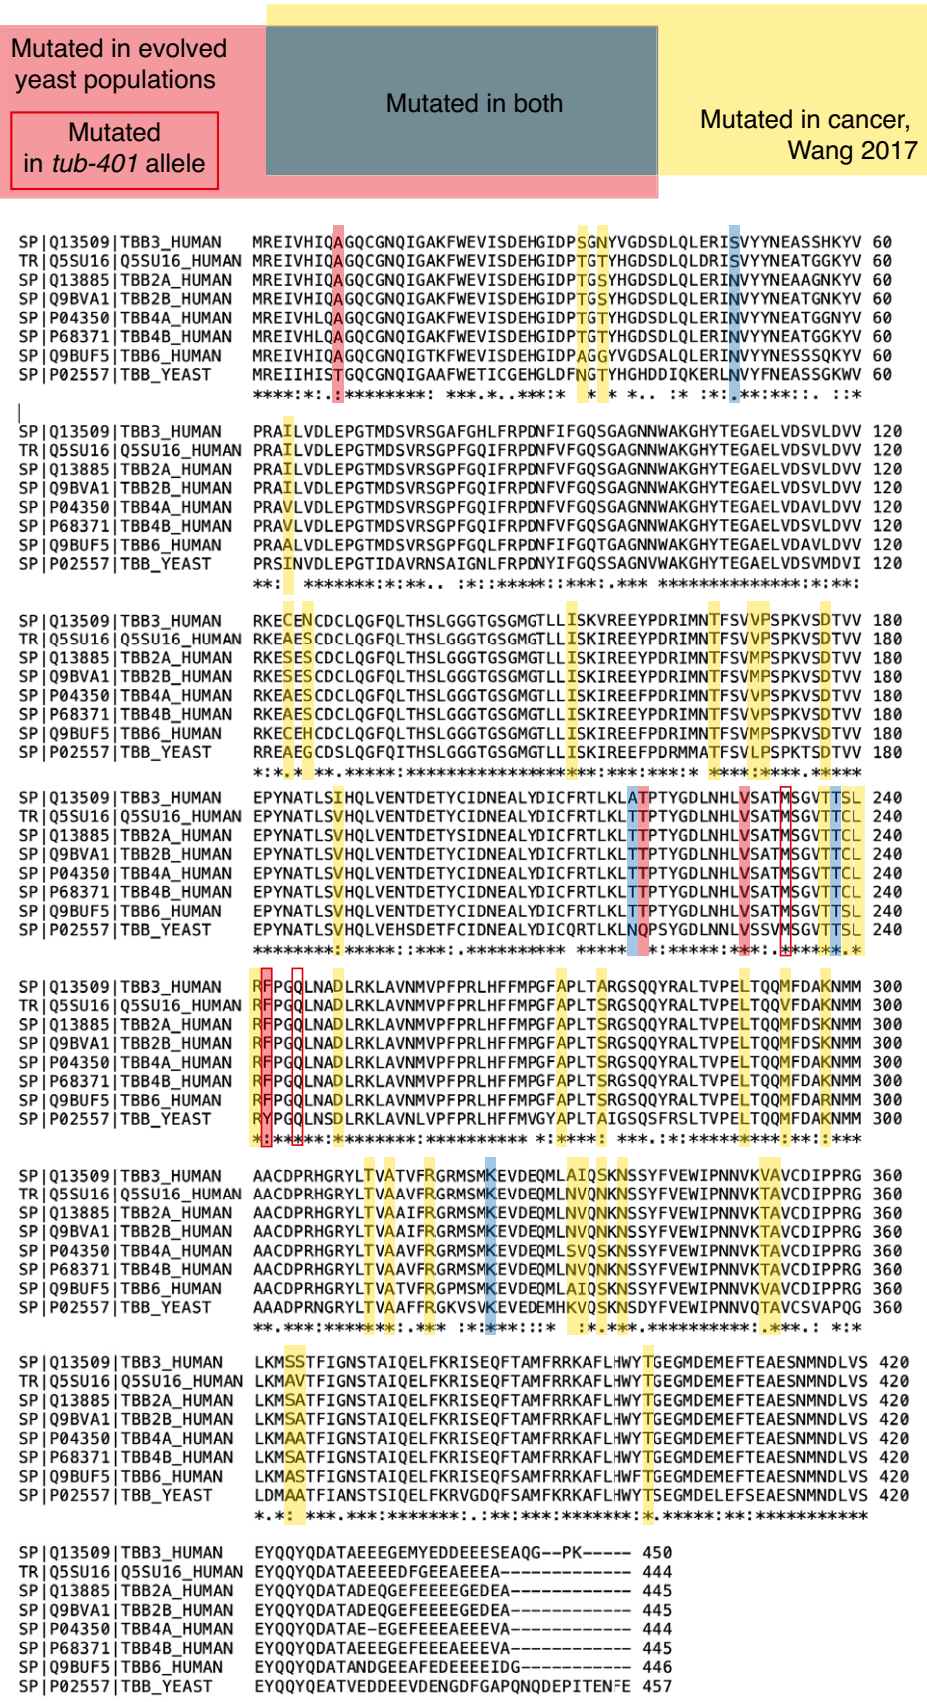 Mutated in evolved
yeast populations
Mutated
in tub-401 allele
Mutated in both
Mutated in cancer,
Wang 2017
SP|Q13509|TBB3_HUMAN MREIVHIQAGQCGNQIGAKFWEVISDEHGIDPSGNYVGDSDLQLERISVYYNEASSHKYV 60
TR|Q5SU16|Q5SU16_HUMAN MREIVHIQAGQCGNQIGAKFWEVISDEHGIDPTGTYHGDSDLQLDRISVYYNEATGGKYV 60
SP|Q13885|TBB2A_HUMAN MREIVHIQAGQCGNQIGAKFWEVISDEHGIDPTGSYHGDSDLQLERINVYYNEAAGNKYV 60
SP|Q9BVA1|TBB2B_HUMAN MREIVHIQAGQCGNQIGAKFWEVISDEHGIDPTGSYHGDSDLQLERINVYYNEATGNKYV 60
SP|P04350|TBB4A_HUMAN MREIVHLQAGQCGNQIGAKFWEVISDEHGIDPTGTYHGDSDLQLERINVYYNEATGGNYV 60
SP|P68371|TBB4B_HUMAN MREIVHLQAGQCGNQIGAKFWEVISDEHGIDPTGTYHGDSDLQLERINVYYNEATGGKYV 60
SP|Q9BUF5|TBB6_HUMAN MREIVHIQAGQCGNQIGTKFWEVISDEHGIDPAGGYVGDSALQLERINVYYNESSSQKYV 60
SP|P02557|TBB_YEAST MREIIHISTGQCGNQIGAAFWETICGEHGLDFNGTYHGHDDIQKERLNVYFNEASSGKWV 60
****:*:.:********: ***.*..***:* * *.. :* :*:.**:**::. ::*
SP|Q13509|TBB3_HUMAN PRAILVDLEPGTMDSVRSGAFGHLFRPDNFIFGQSGAGNNWAKGHYTEGAELVDSVLDVV 120
TR|Q5SU16|Q5SU16_HUMAN PRAILVDLEPGTMDSVRSGPFGQIFRPDNFVFGQSGAGNNWAKGHYTEGAELVDSVLDVV 120
SP|Q13885|TBB2A_HUMAN PRAILVDLEPGTMDSVRSGPFGQIFRPDNFVFGQSGAGNNWAKGHYTEGAELVDSVLDVV 120
SP|Q9BVA1|TBB2B_HUMAN PRAILVDLEPGTMDSVRSGPFGQIFRPDNFVFGQSGAGNNWAKGHYTEGAELVDSVLDVV 120
SP|P04350|TBB4A_HUMAN PRAVLVDLEPGTMDSVRSGPFGQIFRPDNFVFGQSGAGNNWAKGHYTEGAELVDAVLDVV 120
SP|P68371|TBB4B_HUMAN PRAVLVDLEPGTMDSVRSGPFGQIFRPDNFVFGQSGAGNNWAKGHYTEGAELVDSVLDVV 120
SP|Q9BUF5|TBB6_HUMAN PRAALVDLEPGTMDSVRSGPFGQLFRPDNFIFGQTGAGNNWAKGHYTEGAELVDAVLDVV 120
SP|P02557|TBB_YEAST PRSINVDLEPGTIDAVRNSAIGNLFRPDNYIFGQSSAGNVWAKGHYTEGAELVDSVMDVI 120
**: *******:*:**.. :*::*****::***:.*** **************:*:**:
SP|Q13509|TBB3_HUMAN RKECENCDCLQGFQLTHSLGGGTGSGMGTLLISKVREEYPDRIMNTFSVVPSPKVSDTVV 180
TR|Q5SU16|Q5SU16_HUMAN RKEAESCDCLQGFQLTHSLGGGTGSGMGTLLISKIREEYPDRIMNTFSVVPSPKVSDTVV 180
SP|Q13885|TBB2A_HUMAN RKESESCDCLQGFQLTHSLGGGTGSGMGTLLISKIREEYPDRIMNTFSVMPSPKVSDTVV 180
SP|Q9BVA1|TBB2B_HUMAN RKESESCDCLQGFQLTHSLGGGTGSGMGTLLISKIREEYPDRIMNTFSVMPSPKVSDTVV 180
SP|P04350|TBB4A_HUMAN RKEAESCDCLQGFQLTHSLGGGTGSGMGTLLISKIREEFPDRIMNTFSVVPSPKVSDTVV 180
SP|P68371|TBB4B_HUMAN RKEAESCDCLQGFQLTHSLGGGTGSGMGTLLISKIREEYPDRIMNTFSVVPSPKVSDTVV 180
SP|Q9BUF5|TBB6_HUMAN RKECEHCDCLQGFQLTHSLGGGTGSGMGTLLISKIREEYPDRIMNTFSVMPSPKVSDTVV 180
SP|P02557|TBB_YEAST RREAEGCDSLQGFQITHSLGGGTGSGMGTLLISKIREEFPDRMMATFSVLPSPKTSDTVV 180
*:*.* **.*****:*******************:***:***:* ****:****.*****
SP|Q13509|TBB3_HUMAN EPYNATLSIHQLVENTDETYCIDNEALYDICFRTLKLATPTYGDLNHLVSATMSGVTTSL 240
TR|Q5SU16|Q5SU16_HUMAN EPYNATLSVHQLVENTDETYCIDNEALYDICFRTLKLTTPTYGDLNHLVSATMSGVTTCL 240
SP|Q13885|TBB2A_HUMAN EPYNATLSVHQLVENTDETYSIDNEALYDICFRTLKLTTPTYGDLNHLVSATMSGVTTCL 240
SP|Q9BVA1|TBB2B_HUMAN EPYNATLSVHQLVENTDETYCIDNEALYDICFRTLKLTTPTYGDLNHLVSATMSGVTTCL 240
SP|P04350|TBB4A_HUMAN EPYNATLSVHQLVENTDETYCIDNEALYDICFRTLKLTTPTYGDLNHLVSATMSGVTTCL 240
SP|P68371|TBB4B_HUMAN EPYNATLSVHQLVENTDETYCIDNEALYDICFRTLKLTTPTYGDLNHLVSATMSGVTTCL 240
SP|Q9BUF5|TBB6_HUMAN EPYNATLSVHQLVENTDETYCIDNEALYDICFRTLKLTTPTYGDLNHLVSATMSGVTTSL 240
SP|P02557|TBB_YEAST EPYNATLSVHQLVEHSDETFCIDNEALYDICQRTLKLNQPSYGDLNNLVSSVMSGVTTSL 240
********:*****::***:.********** ***** *:*****:***:.******.*
SP|Q13509|TBB3_HUMAN RFPGQLNADLRKLAVNMVPFPRLHFFMPGFAPLTARGSQQYRALTVPELTQQMFDAKNMM 300
TR|Q5SU16|Q5SU16_HUMAN RFPGQLNADLRKLAVNMVPFPRLHFFMPGFAPLTSRGSQQYRALTVPELTQQVFDAKNMM 300
SP|Q13885|TBB2A_HUMAN RFPGQLNADLRKLAVNMVPFPRLHFFMPGFAPLTSRGSQQYRALTVPELTQQMFDSKNMM 300
SP|Q9BVA1|TBB2B_HUMAN RFPGQLNADLRKLAVNMVPFPRLHFFMPGFAPLTSRGSQQYRALTVPELTQQMFDSKNMM 300
SP|P04350|TBB4A_HUMAN RFPGQLNADLRKLAVNMVPFPRLHFFMPGFAPLTSRGSQQYRALTVPELTQQMFDAKNMM 300
SP|P68371|TBB4B_HUMAN RFPGQLNADLRKLAVNMVPFPRLHFFMPGFAPLTSRGSQQYRALTVPELTQQMFDAKNMM 300
SP|Q9BUF5|TBB6_HUMAN RFPGQLNADLRKLAVNMVPFPRLHFFMPGFAPLTSRGSQQYRALTVPELTQQMFDARNMM 300
SP|P02557|TBB_YEAST RYPGQLNSDLRKLAVNLVPFPRLHFFMVGYAPLTAIGSQSFRSLTVPELTQQMFDAKNMM 300
*:*****:********:********** *:****: ***.:*:*********:**::***
SP|Q13509|TBB3_HUMAN AACDPRHGRYLTVATVFRGRMSMKEVDEQMLAIQSKNSSYFVEWIPNNVKVAVCDIPPRG 360
TR|Q5SU16|Q5SU16_HUMAN AACDPRHGRYLTVAAVFRGRMSMKEVDEQMLNVQNKNSSYFVEWIPNNVKTAVCDIPPRG 360
SP|Q13885|TBB2A_HUMAN AACDPRHGRYLTVAAIFRGRMSMKEVDEQMLNVQNKNSSYFVEWIPNNVKTAVCDIPPRG 360
SP|Q9BVA1|TBB2B_HUMAN AACDPRHGRYLTVAAIFRGRMSMKEVDEQMLNVQNKNSSYFVEWIPNNVKTAVCDIPPRG 360
SP|P04350|TBB4A_HUMAN AACDPRHGRYLTVAAVFRGRMSMKEVDEQMLSVQSKNSSYFVEWIPNNVKTAVCDIPPRG 360
SP|P68371|TBB4B_HUMAN AACDPRHGRYLTVAAVFRGRMSMKEVDEQMLNVQNKNSSYFVEWIPNNVKTAVCDIPPRG 360
SP|Q9BUF5|TBB6_HUMAN AACDPRHGRYLTVATVFRGPMSMKEVDEQMLAIQSKNSSYFVEWIPNNVKVAVCDIPPRG 360
SP|P02557|TBB_YEAST AAADPRNGRYLTVAAFFRGKVSVKEVEDEMHKVQSKNSDYFVEWIPNNVQTAVCSVAPQG 360
**.***:*******:.*** :*:***:::* :*.***.**********:.***.: *:*
SP|Q13509|TBB3_HUMAN LKMSSTFIGNSTAIQELFKRISEQFTAMFRRKAFLHWYTGEGMDEMEFTEAESNMNDLVS 420
TR|Q5SU16|Q5SU16_HUMAN LKMAVTFIGNSTAIQELFKRISEQFTAMFRRKAFLHWYTGEGMDEMEFTEAESNMNDLVS 420
SP|Q13885|TBB2A_HUMAN LKMSATFIGNSTAIQELFKRISEQFTAMFRRKAFLHWYTGEGMDEMEFTEAESNMNDLVS 420
SP|Q9BVA1|TBB2B_HUMAN LKMSATFIGNSTAIQELFKRISEQFTAMFRRKAFLHWYTGEGMDEMEFTEAESNMNDLVS 420
SP|P04350|TBB4A_HUMAN LKMAATFIGNSTAIQELFKRISEQFTAMFRRKAFLHWYTGEGMDEMEFTEAESNMNDLVS 420
SP|P68371|TBB4B_HUMAN LKMSATFIGNSTAIQELFKRISEQFTAMFRRKAFLHWYTGEGMDEMEFTEAESNMNDLVS 420
SP|Q9BUF5|TBB6_HUMAN LKMASTFIGNSTAIQELFKRISEQFSAMFRRKAFLHWFTGEGMDEMEFTEAESNMNDLVS 420
SP|P02557|TBB_YEAST LDMAATFIANSTSIQELFKRVGDQFSAMFKRKAFLHWYTSEGMDELEFSEAESNMNDLVS 420
*.*: ***.***:*******:.:**:***:*******:*.*****:**:***********
SP|Q13509|TBB3_HUMAN EYQQYQDATAEEEGEMYEDDEEESEAQG--PK----- 450
TR|Q5SU16|Q5SU16_HUMAN EYQQYQDATAEEEEDFGEEAEEEA------------- 444
SP|Q13885|TBB2A_HUMAN EYQQYQDATADEQGEFEEEEGEDEA------------ 445
SP|Q9BVA1|TBB2B_HUMAN EYQQYQDATADEQGEFEEEEGEDEA------------ 445
SP|P04350|TBB4A_HUMAN EYQQYQDATAE-EGEFEEEAEEEVA------------ 444
SP|P68371|TBB4B_HUMAN EYQQYQDATAEEEGEFEEEAEEEVA------------ 445
SP|Q9BUF5|TBB6_HUMAN EYQQYQDATANDGEEAFEDEEEEIDG----------- 446
SP|P02557|TBB_YEAST EYQQYQEATVEDDEEVDENGDFGAPQNQDEPITENFE 457